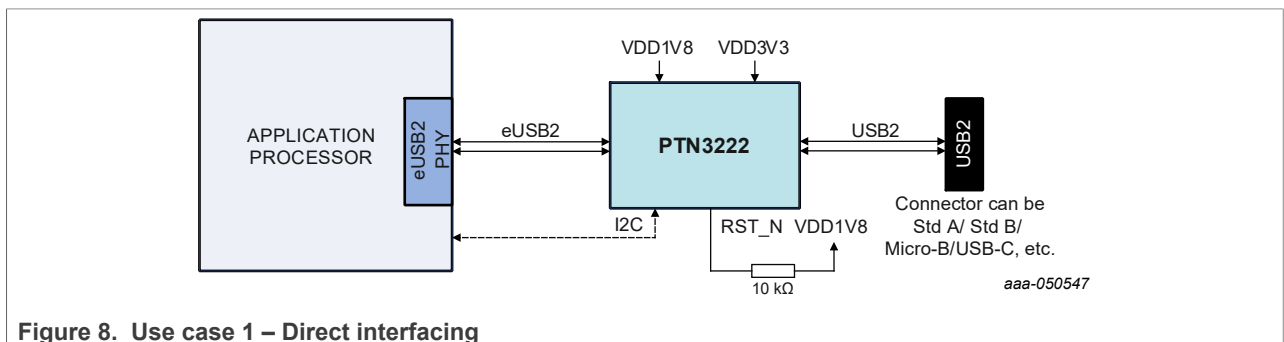 VDD1V8 VDD3V3
APPLICATION
PROCESSOR
eUSB2
PHY
eUSB2
PTN3222
USB2
USB2
I2C
RST_N VDD1V8
10 kΩ
Connector can be
Std A/ Std B/
Micro-B/USB-C, etc.
aaa-050547
Figure 8. Use case 1 – Direct interfacing